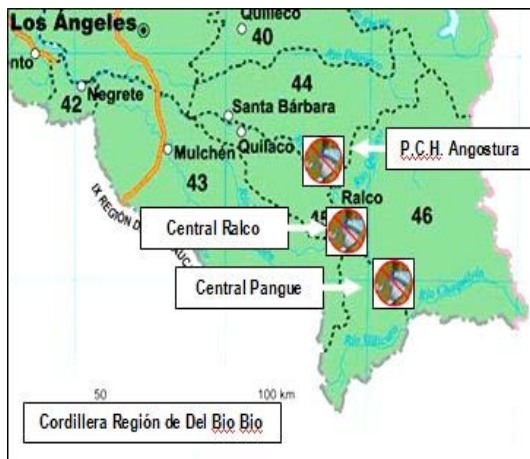 Los Ángeles
Quilleco
40
44
42
Negrete
Santa Bárbara
Quilaco
Mulchén
43
P.C.H. Angostura
Ralco
46
45
Central Ralco
Central Pangue
IX REGIÓN
50
100 km
Cordillera Región de Del Bio Bio